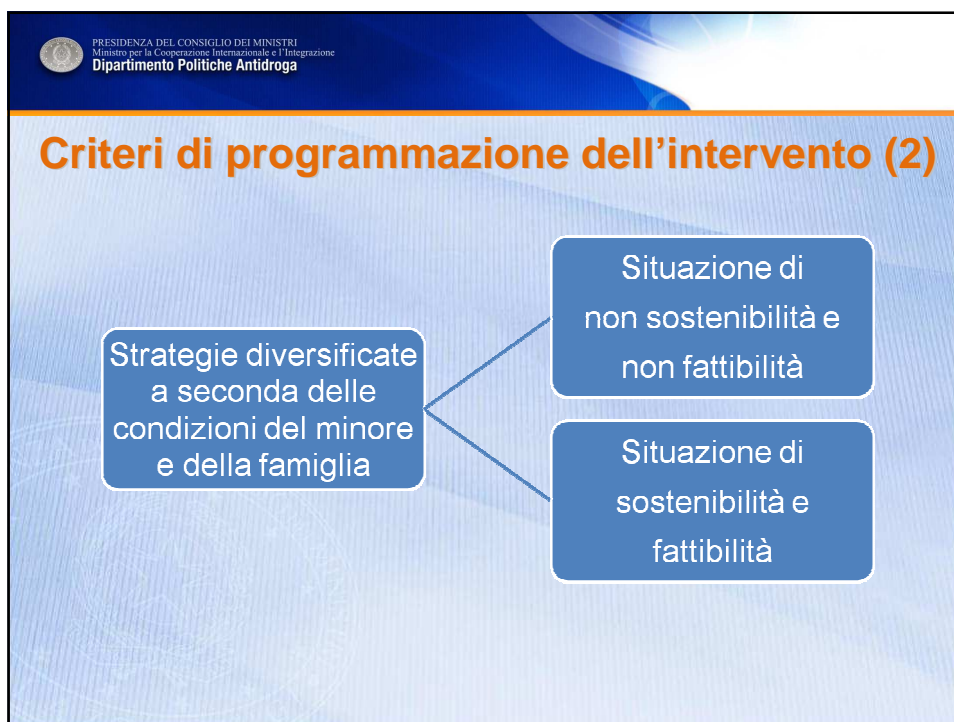 PRESIDENZA DEL CONSIGLIO DEI MINISTRI
Ministro per la Cooperazione Internazionale e l'Integrazione
Dipartimento Politiche Antidroga
Criteri di programmazione dell’intervento (2)
Strategie diversificate
a seconda delle
condizioni del minore
e della famiglia
Situazione di
non sostenibilità e
non fattibilità
Situazione di
sostenibilità e
fattibilità